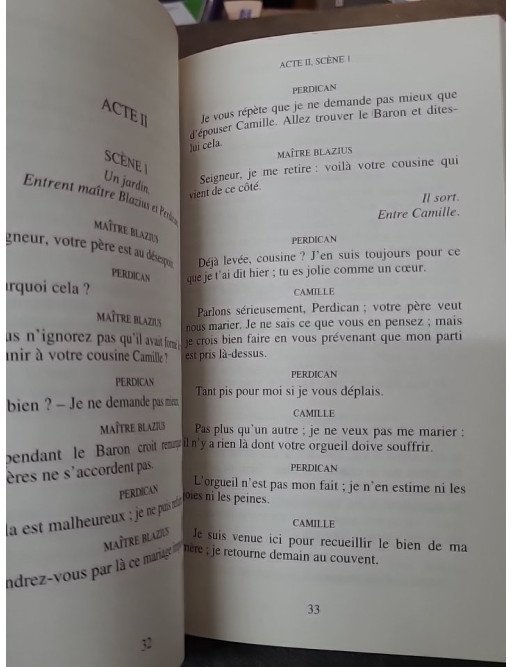 ACTE II
SCÈNE 1
Un jardin.
Entrent maître Blazius et Perdican.
MAÎTRE BLAZIUS
gneur, votre père est au désespoir.
PERDICAN
rquoi cela ?
MAÎTRE BLAZIUS
us n'ignorez pas qu'il avait formé
nir à votre cousine Camille ?
PERDICAN
bien ? – Je ne demande pas mieux.
MAÎTRE BLAZIUS
pendant le Baron croit remarquer
ères ne s'accordent pas.
PERDICAN
la est malheureux ; je ne puis
MAÎTRE BLAZIUS
ndrez-vous par là ce mariage
32
ACTE II, SCÈNE 1
PERDICAN
Je vous répète que je ne demande pas mieux que
d'épouser Camille. Allez trouver le Baron et dites-
lui cela.
MAÎTRE BLAZIUS
Seigneur, je me retire : voilà votre cousine qui
vient de ce côté.
Il sort.
Entre Camille.
PERDICAN
Déjà levée, cousine ? J'en suis toujours pour ce
que je t'ai dit hier ; tu es jolie comme un cœur.
CAMILLE
Parlons sérieusement, Perdican ; votre père veut
nous marier. Je ne sais ce que vous en pensez ; mais
je crois bien faire en vous prévenant que mon parti
est pris là-dessus.
PERDICAN
Tant pis pour moi si je vous déplais.
CAMILLE
Pas plus qu'un autre ; je ne veux pas me marier :
il n'y a rien là dont votre orgueil doive souffrir.
PERDICAN
L'orgueil n'est pas mon fait ; je n'en estime ni les
joies ni les peines.
CAMILLE
Je suis venue ici pour recueillir le bien de ma
mère ; je retourne demain au couvent.
33